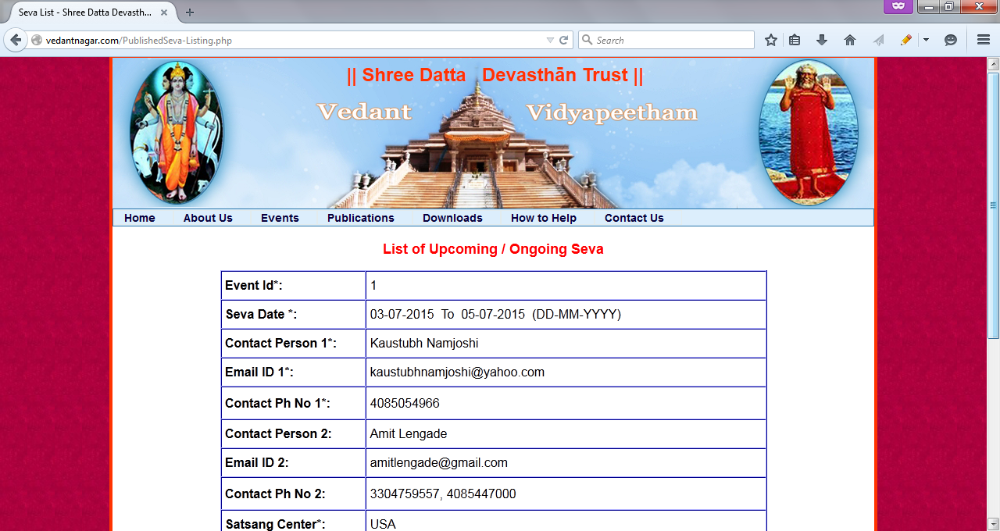 Seva List - Shree Datta Devasth...
vedantnagar.com/PublishedSeva-Listing.php
Search
|| Shree Datta Devasthān Trust ||
Vedant Vidyapeetham
Home About Us Events Publications Downloads How to Help Contact Us
List of Upcoming / Ongoing Seva
Event Id*: 1
Seva Date *: 03-07-2015 To 05-07-2015 (DD-MM-YYYY)
Contact Person 1*: Kaustubh Namjoshi
Email ID 1*: kaustubhnamjoshi@yahoo.com
Contact Ph No 1*: 4085054966
Contact Person 2: Amit Lengade
Email ID 2: amitlengade@gmail.com
Contact Ph No 2: 3304759557, 4085447000
Satsang Center*: USA